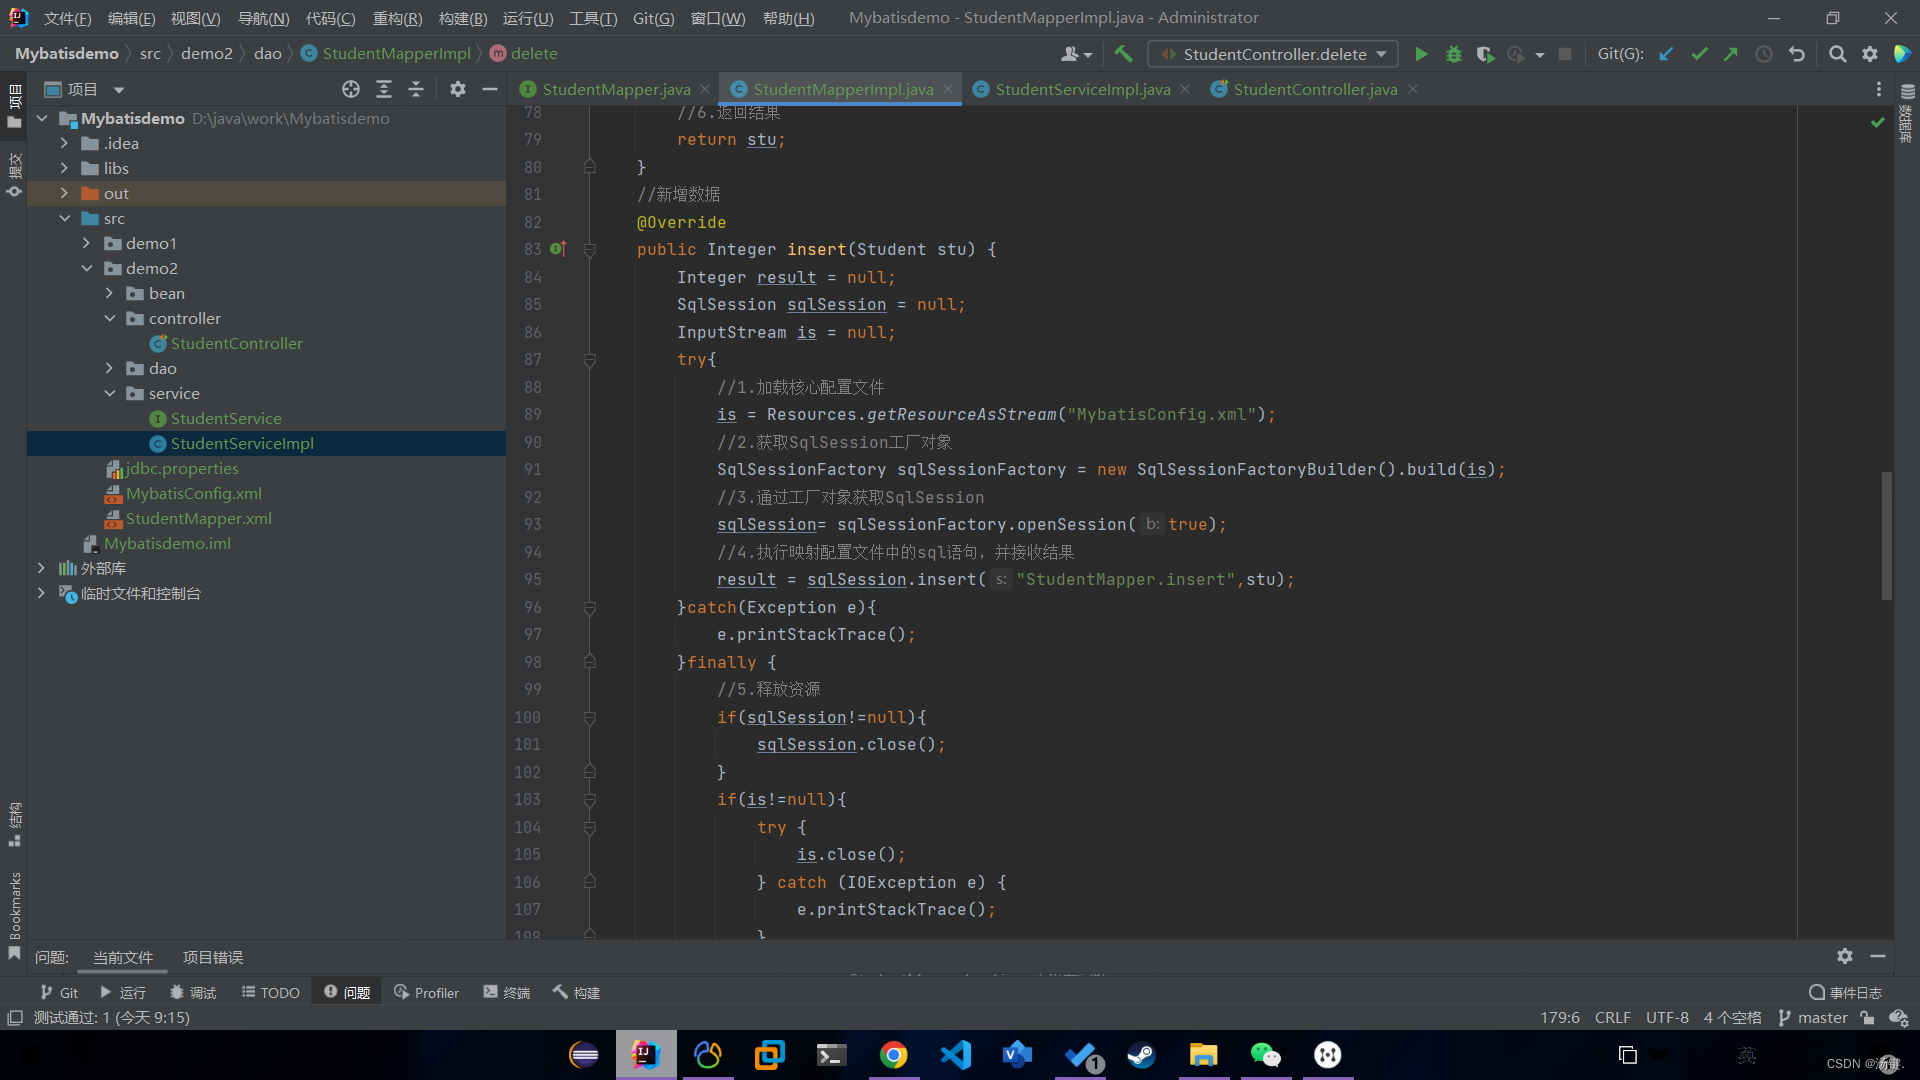 文件(F) 编辑(E) 视图(V) 导航(N) 代码(C) 重构(R) 构建(B) 运行(U) 工具(T) Git(G) 窗口(W) 帮助(H) Mybatisdemo - StudentMapperImpl.java - Administrator
Mybatisdemo src demo2 dao StudentMapperImpl delete StudentController.delete Git(G):
项目 StudentMapper.java StudentMapperImpl.java StudentServiceImpl.java StudentController.java
项目
提交
结构
Bookmarks
数据库
Mybatisdemo D:\java\work\Mybatisdemo
.idea
libs
out
src
demo1
demo2
bean
controller
StudentController
dao
service
StudentService
StudentServiceImpl
jdbc.properties
MybatisConfig.xml
StudentMapper.xml
Mybatisdemo.iml
外部库
临时文件和控制台
78 //6.返回结果
79 return stu;
80 }
81 //新增数据
82 @Override
83 public Integer insert(Student stu) {
84 Integer result = null;
85 SqlSession sqlSession = null;
86 InputStream is = null;
87 try{
88 //1.加载核心配置文件
89 is = Resources.getResourceAsStream("MybatisConfig.xml");
90 //2.获取SqlSession工厂对象
91 SqlSessionFactory sqlSessionFactory = new SqlSessionFactoryBuilder().build(is);
92 //3.通过工厂对象获取SqlSession
93 sqlSession= sqlSessionFactory.openSession( b: true);
94 //4.执行映射配置文件中的sql语句，并接收结果
95 result = sqlSession.insert( s: "StudentMapper.insert",stu);
96 }catch(Exception e){
97 e.printStackTrace();
98 }finally {
99 //5.释放资源
100 if(sqlSession!=null){
101 sqlSession.close();
102 }
103 if(is!=null){
104 try {
105 is.close();
106 } catch (IOException e) {
107 e.printStackTrace();
108 }
问题: 当前文件 项目错误
Git 运行 调试 TODO 问题 Profiler 终端 构建 事件日志
测试通过: 1 (今天 9:15) 179:6 CRLF UTF-8 4 个空格 master
1 英
CSDN @汤键.